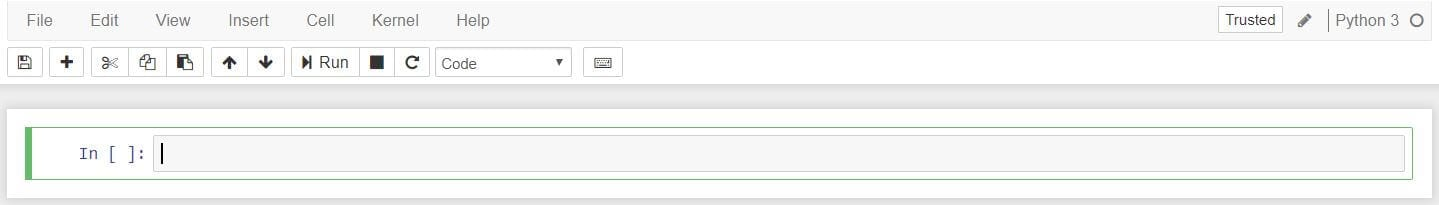 File Edit View Insert Cell Kernel Help Trusted Python 3
Run Code
In [ ]: